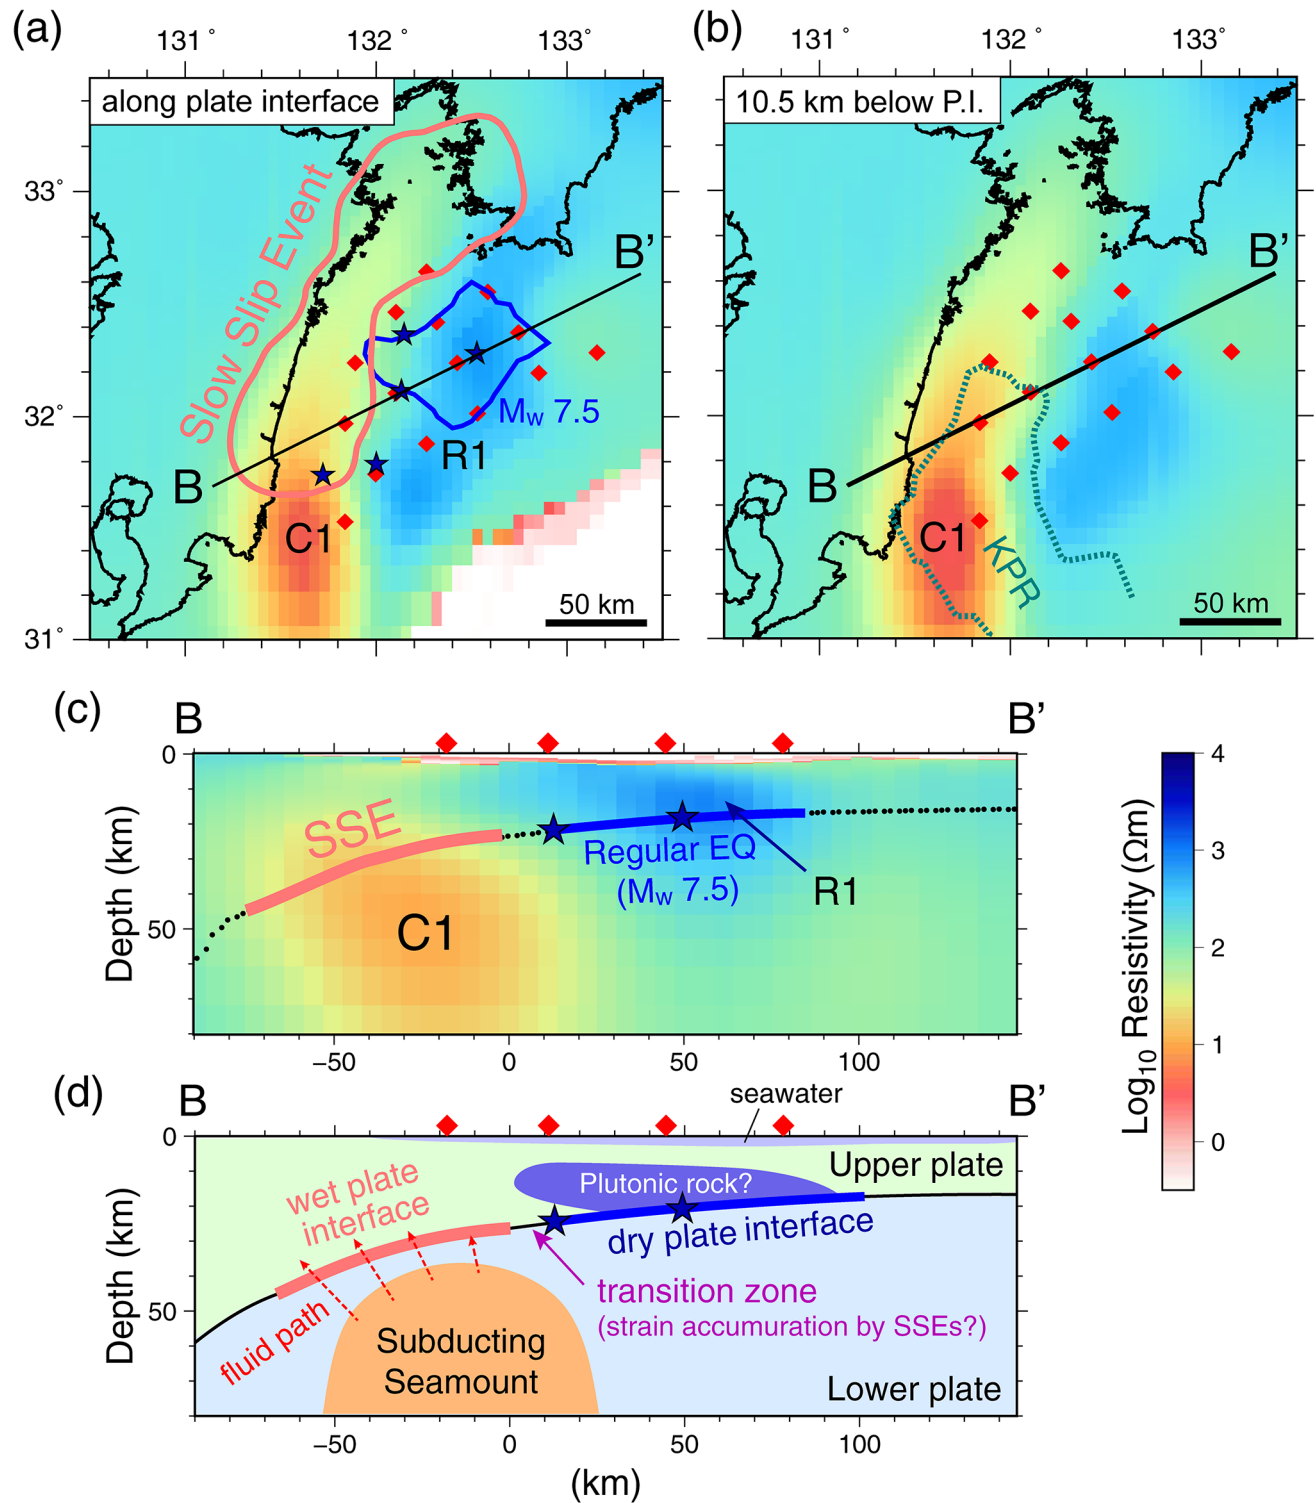 (a)
131° 132° 133°
along plate interface
33°
32°
31°
Slow Slip Event
B
B’
Mw 7.5
R1
C1
50 km
(b)
131° 132° 133°
10.5 km below P.I.
B
B’
C1
KPR
50 km
(c)
B
B’
0
50
Depth (km)
SSE
Regular EQ
(Mw 7.5)
R1
C1
−50 0 50 100
4
3
2
1
0
Log10 Resistivity (Ωm)
(d)
B
B’
seawater
0
50
Depth (km)
Upper plate
Plutonic rock?
wet plate
interface
dry plate interface
transition zone
(strain accumuration by SSEs?)
fluid path
Subducting
Seamount
Lower plate
−50 0 50 100
(km)